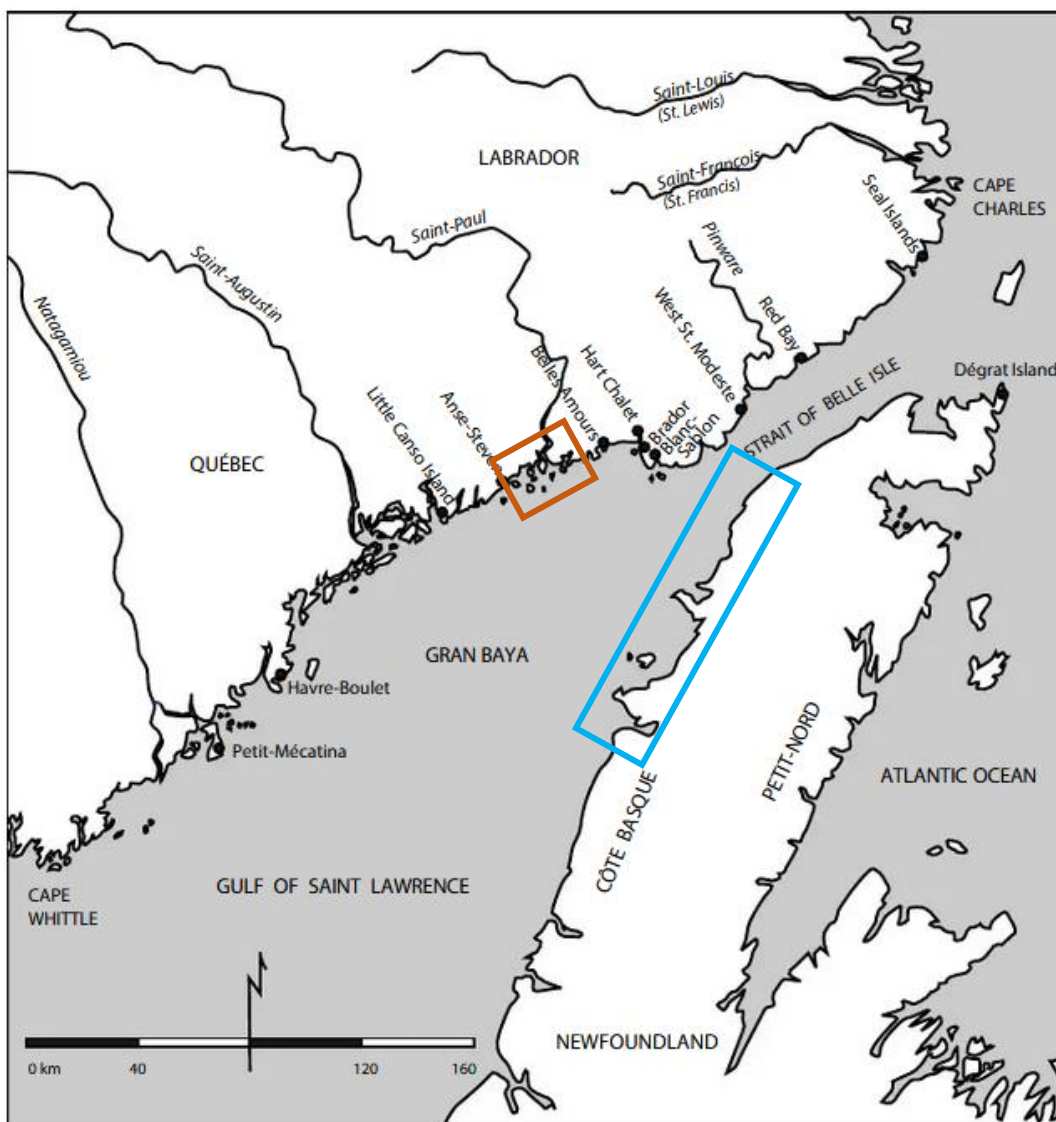 Saint-Louis
(St. Lewis)
LABRADOR
Saint-François
(St. Francis)
CAPE
CHARLES
Seal Islands
Saint-Paul
Pinware
Saint-Augustin
Natagamiou
West St. Modeste
Red Bay
Hart Chalet
Belles Amours
Brador
Blanc-
Sablon
STRAIT OF BELLE ISLE
Dégrat Island
Anse-Steven
Little Canso Island
QUÉBEC
GRAN BAYA
Havre-Boulet
Petit-Mécatina
PETIT-NORD
ATLANTIC OCEAN
CÔTE BASQUE
GULF OF SAINT LAWRENCE
CAPE
WHITTLE
NEWFOUNDLAND
0 km 40 120 160